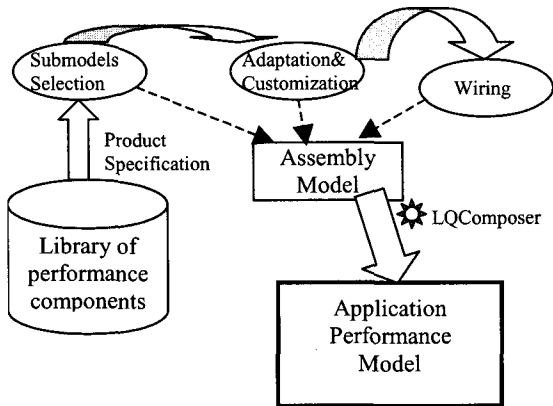 Submodels
Selection
Adaptation&
Customization
Wiring
Product
Specification
Assembly
Model
LQComposer
Library of
performance
components
Application
Performance
Model